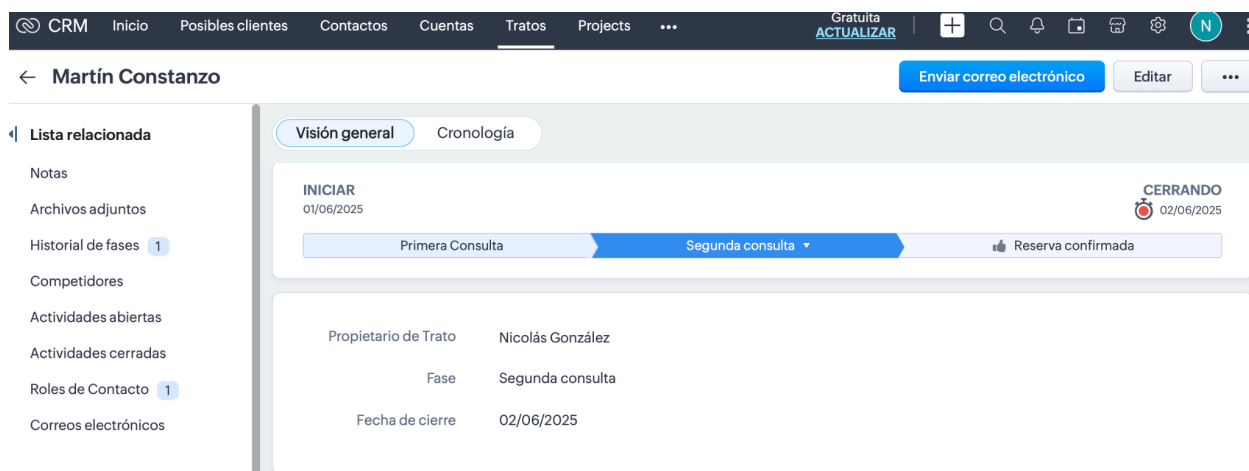 CRM Inicio Posibles clientes Contactos Cuentas Tratos Projects ••• Gratuita
ACTUALIZAR N
← Martín Constanzo Enviar correo electrónico Editar •••
Lista relacionada
Visión general Cronología
Notas
Archivos adjuntos
Historial de fases 1
Competidores
Actividades abiertas
Actividades cerradas
Roles de Contacto 1
Correos electrónicos
INICIAR
01/06/2025
CERRANDO
02/06/2025
Primera Consulta Segunda consulta Reserva confirmada
Propietario de Trato Nicolás González
Fase Segunda consulta
Fecha de cierre 02/06/2025